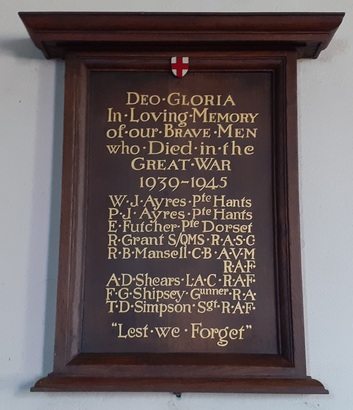 DEO·GLORIA
In·Loving·Memory
of·our·Brave·Men
who·Died·in·the
Great·War
1939-1945
W·J·Ayres·Pte Hants
P·J·Ayres·Pte Hants
E·Futcher·Pte Dorset
R·Grant S/QMS·R·A·S·C
R·B·Mansell·C·B·A·V·M
R·A·F
A·D·Shears·L·A·C·R·A·F
F·G·Shipsey·Gunner·R·A
T·D·Simpson·Sgt·R·A·F
"Lest·we·Forget"